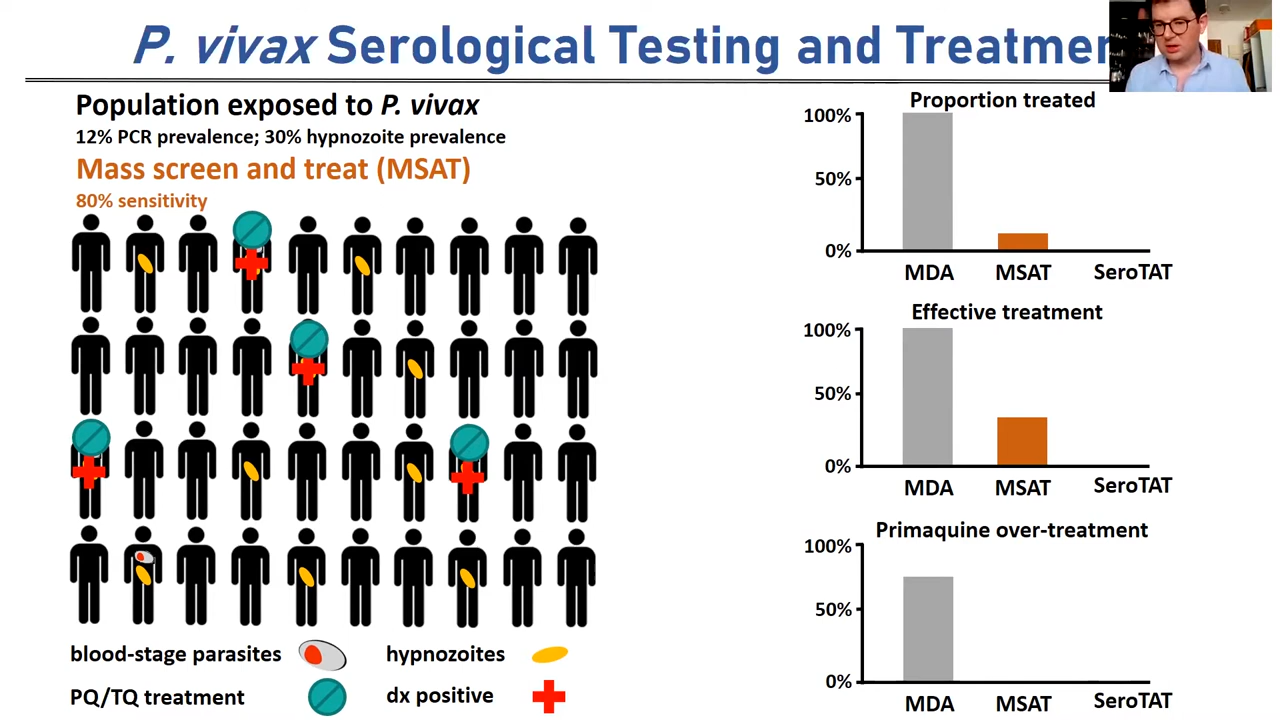 P. vivax Serological Testing and Treatmen
Population exposed to P. vivax
12% PCR prevalence; 30% hypnozoite prevalence
Mass screen and treat (MSAT)
80% sensitivity
blood-stage parasites
hypnozoites
PQ/TQ treatment
dx positive
Proportion treated
100%
50%
0%
MDA MSAT SeroTAT
Effective treatment
100%
50%
0%
MDA MSAT SeroTAT
Primaquine over-treatment
100%
50%
0%
MDA MSAT SeroTAT